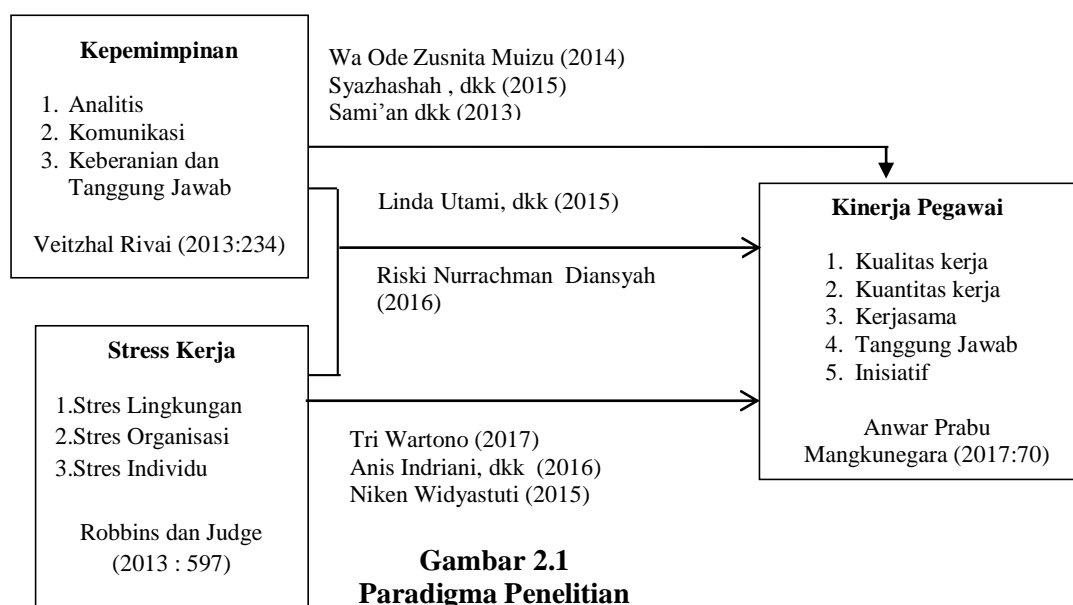 Kepemimpinan
1. Analitis
2. Komunikasi
3. Keberanian dan
Tanggung Jawab
Veitzhal Rivai (2013:234)
Wa Ode Zusnita Muizu (2014)
Syazhashah , dkk (2015)
Sami’an dkk (2013)
Linda Utami, dkk (2015)
Riski Nurrachman Diansyah
(2016)
Stress Kerja
1.Stres Lingkungan
2.Stres Organisasi
3.Stres Individu
Robbins dan Judge
(2013 : 597)
Tri Wartono (2017)
Anis Indriani, dkk (2016)
Niken Widyastuti (2015)
Kinerja Pegawai
1. Kualitas kerja
2. Kuantitas kerja
3. Kerjasama
4. Tanggung Jawab
5. Inisiatif
Anwar Prabu
Mangkunegara (2017:70)
Gambar 2.1
Paradigma Penelitian